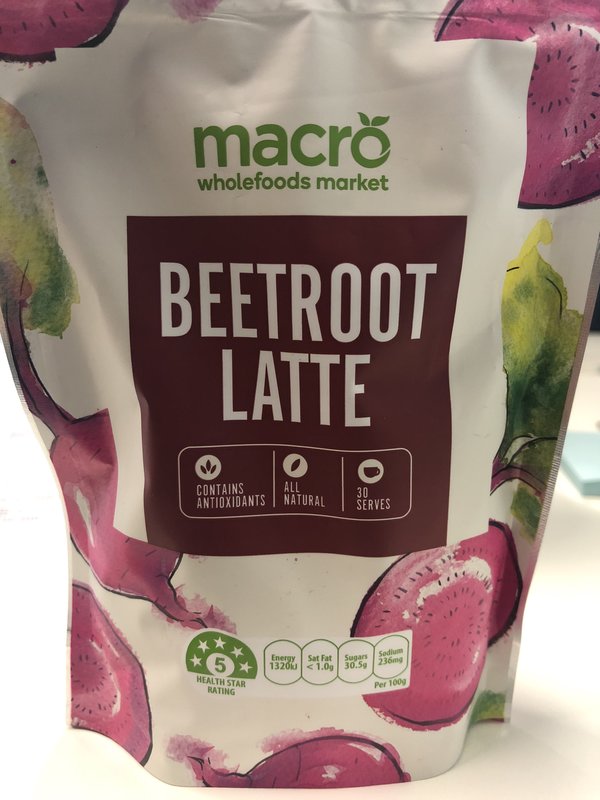 macro
wholefoods market
BEETROOT
LATTE
CONTAINS
ANTIOXIDANTS
ALL
NATURAL
30
SERVES
5
HEALTH STAR
RATING
Energy
1320kJ
Sat Fat
< 1.0g
Sugars
30.5g
Sodium
236mg
Per 100g